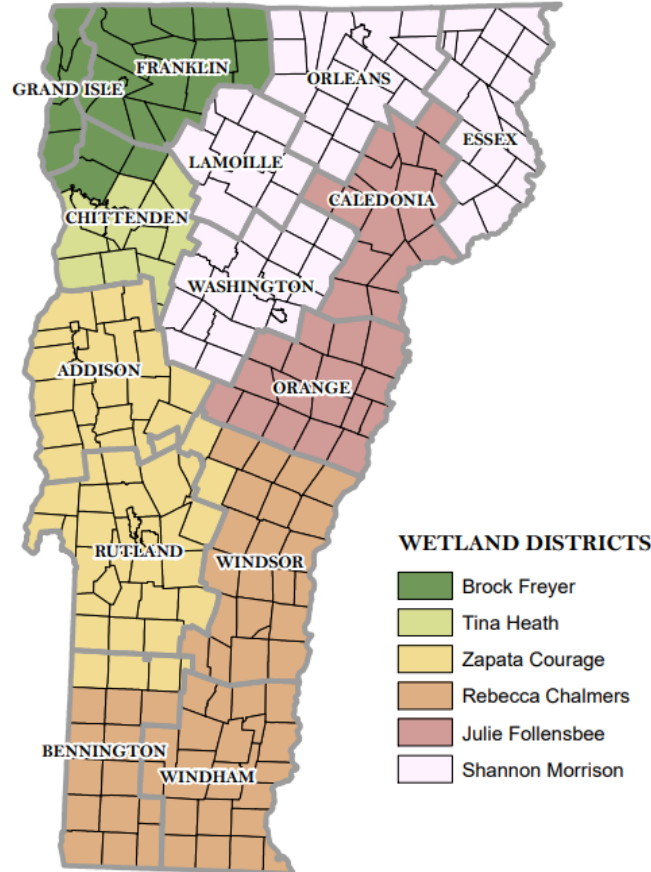 FRANKLIN
GRAND ISLE
ORLEANS
ESSEX
LAMOILLE
CALEDONIA
CHITTENDEN
WASHINGTON
ADDISON
ORANGE
RUTLAND
WINDSOR
BENNINGTON
WINDHAM
WETLAND DISTRICTS
Brock Freyer
Tina Heath
Zapata Courage
Rebecca Chalmers
Julie Follensbee
Shannon Morrison